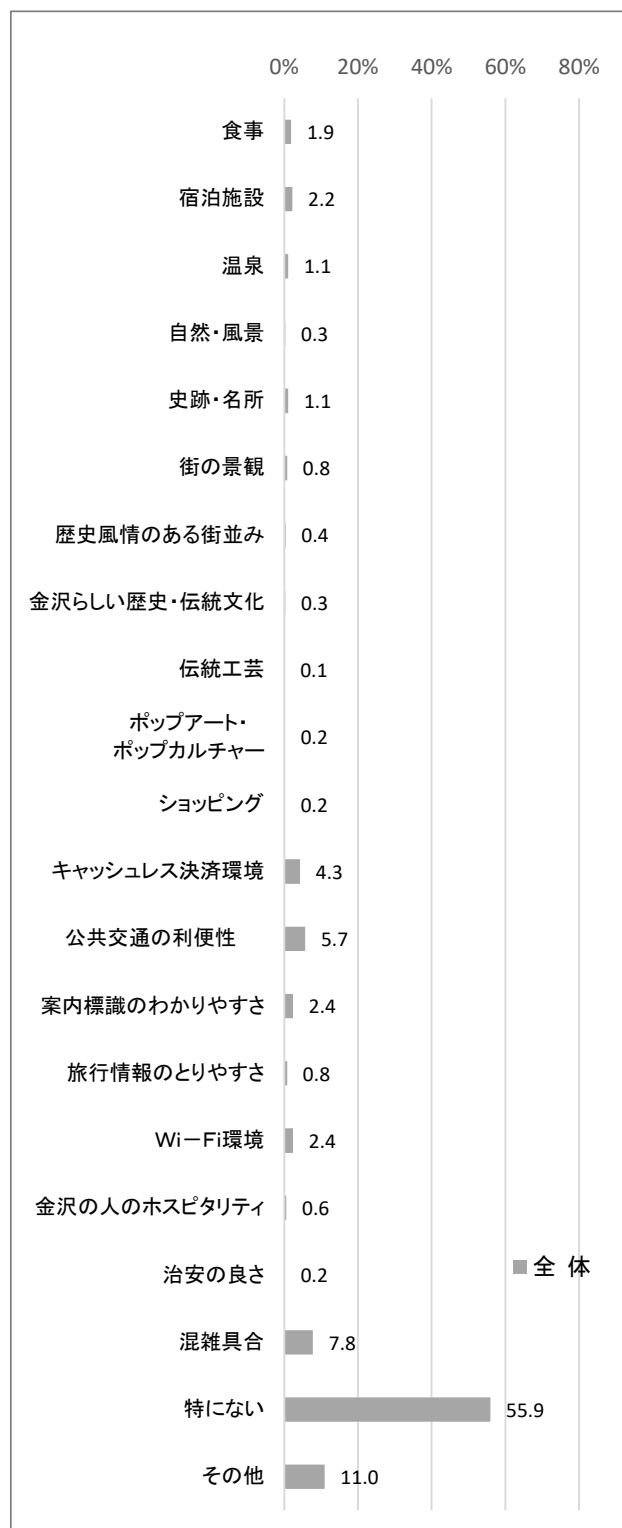 0% 20% 40% 60% 80%
食事 1.9
宿泊施設 2.2
温泉 1.1
自然・風景 0.3
史跡・名所 1.1
街の景観 0.8
歴史風情のある街並み 0.4
金沢らしい歴史・伝統文化 0.3
伝統工芸 0.1
ポップアート・
ポップカルチャー 0.2
ショッピング 0.2
キャッシュレス決済環境 4.3
公共交通の利便性 5.7
案内標識のわかりやすさ 2.4
旅行情報のとりやすさ 0.8
Wi－Fi環境 2.4
金沢の人のホスピタリティ 0.6
治安の良さ 0.2
全 体
混雑具合 7.8
特にない 55.9
その他 11.0